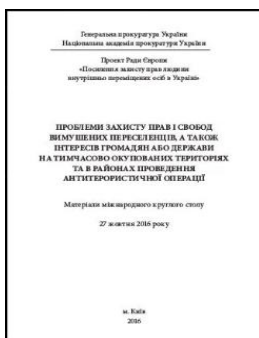 Генеральна прокуратура України
Національна академія прокуратури України
Проект Ради Європи
«Посилення захисту прав людини
внутрішньо переміщених осіб в Україні»
ПРОБЛЕМИ ЗАХИСТУ ПРАВ І СВОБОД
ВИМУШЕНИХ ПЕРЕСЕЛЕНЦІВ, А ТАКОЖ
ІНТЕРЕСІВ ГРОМАДЯН АБО ДЕРЖАВИ
НА ТИМЧАСОВО ОКУПОВАНИХ ТЕРИТОРІЯХ
ТА В РАЙОНАХ ПРОВЕДЕННЯ
АНТИТЕРОРИСТИЧНОЇ ОПЕРАЦІЇ
Матеріали міжнародного круглого столу
27 жовтня 2016 року
м. Київ
2016